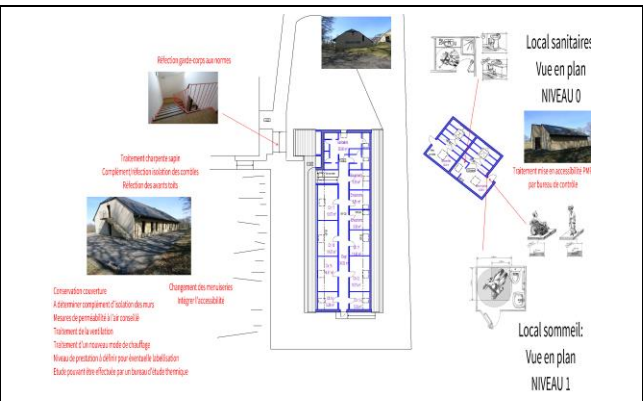 Réfection garde-corps aux normes
Traitement charpente sapin
Complément/réfection isolation des combles
Réfection des avants toits
Conservation couverture
A déterminer complément d'isolation des murs
Mesures de perméabilité à l'air conseillé
Traitement de la ventilation
Traitement d'un nouveau mode de chauffage
Niveau de prestation à définir pour éventuelle labellisation
Etude pouvant être effectuée par un bureau d'étude thermique
Changement des menuiseries
Intégrer l'accessibilité
Local sanitaires
Vue en plan
NIVEAU 0
Traitement mise en accessibilité PMR
par bureau de contrôle
Local sommeil:
Vue en plan
NIVEAU 1